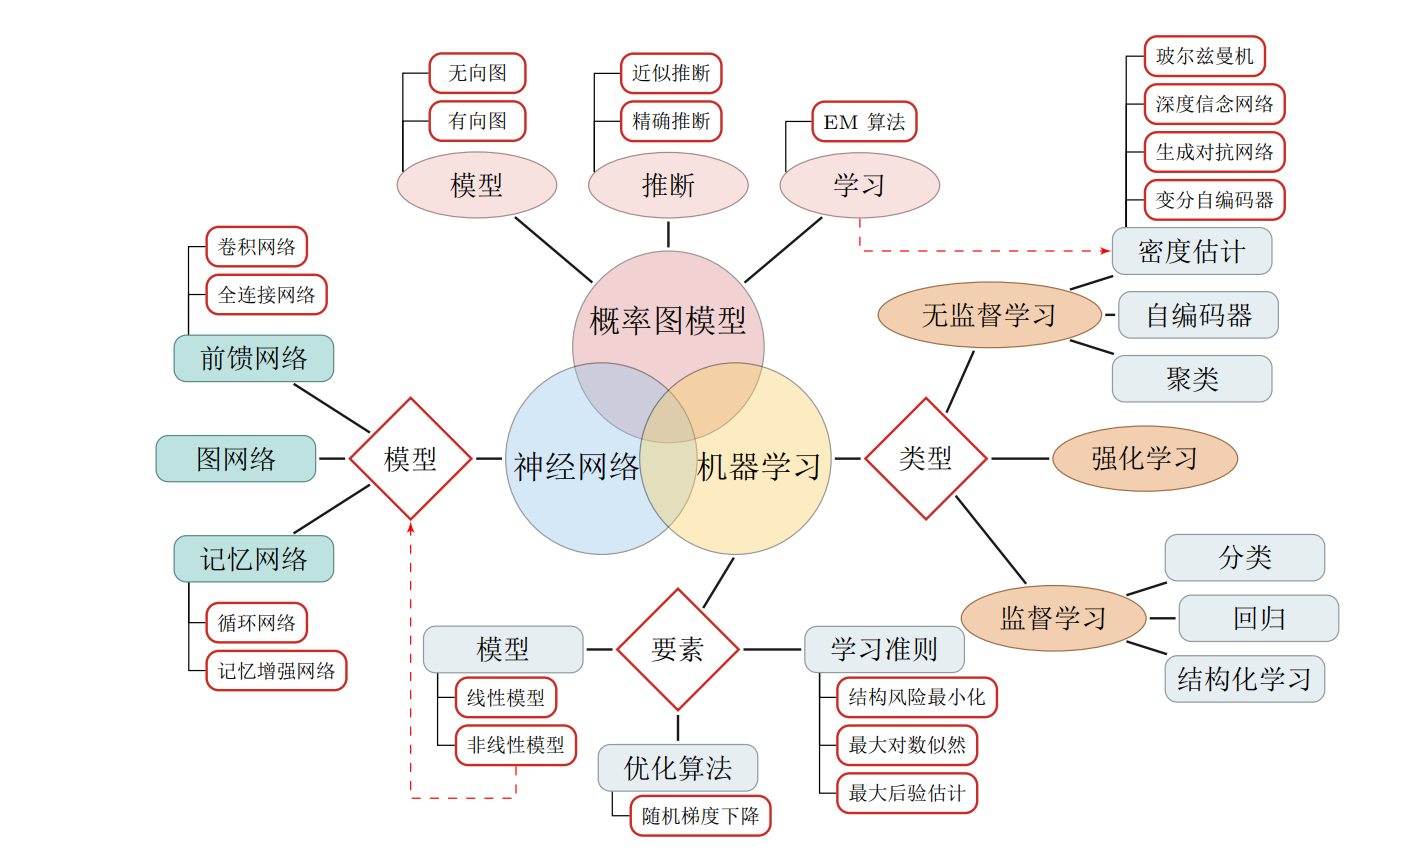 无向图
有向图
模型
近似推断
精确推断
推断
EM 算法
学习
玻尔兹曼机
深度信念网络
生成对抗网络
变分自编码器
密度估计
无监督学习
自编码器
聚类
卷积网络
全连接网络
前馈网络
图网络
记忆网络
循环网络
记忆增强网络
模型
概率图模型
神经网络
机器学习
类型
强化学习
监督学习
分类
回归
结构化学习
要素
模型
线性模型
非线性模型
优化算法
随机梯度下降
学习准则
结构风险最小化
最大对数似然
最大后验估计